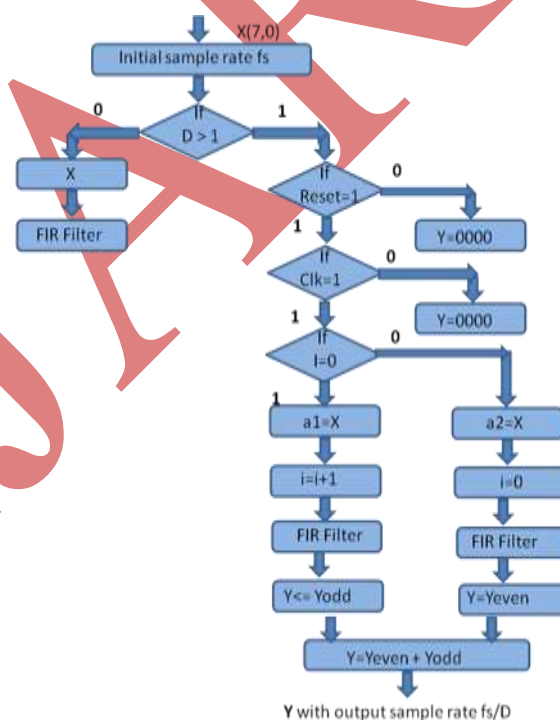 X(7,0)
Initial sample rate fs
If
D > 1
0
1
X
FIR Filter
If
Reset=1
0
1
Y=0000
If
Clk=1
0
1
Y=0000
If
I=0
0
1
a1=X
a2=X
i=i+1
i=0
FIR Filter
FIR Filter
Y<= Yodd
Y=Yeven
Y=Yeven + Yodd
Y with output sample rate fs/D